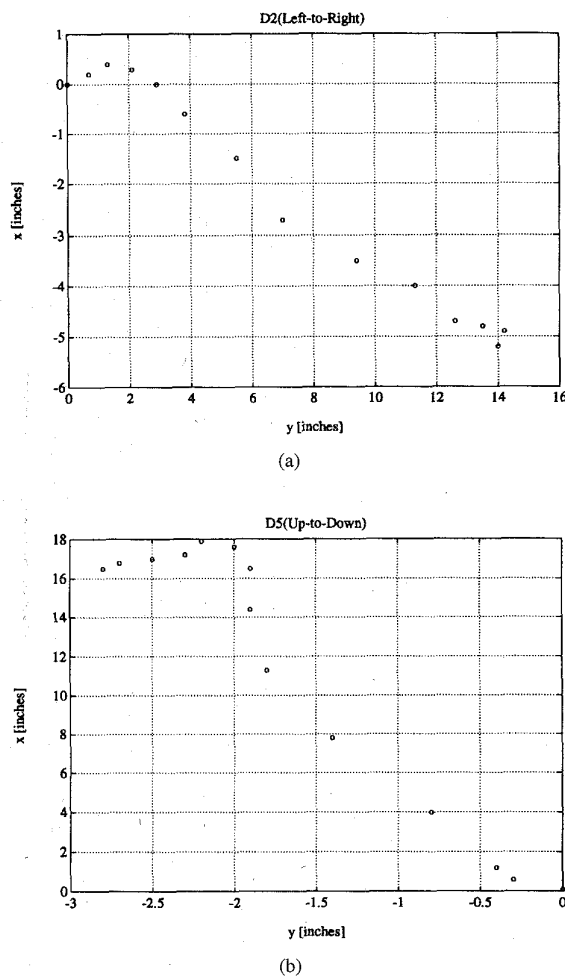 D2(Left-to-Right)
1
0
-1
-2
-3
-4
-5
-6
x [inches]
0 2 4 6 8 10 12 14 16
y [inches]
(a)
D5(Up-to-Down)
18
16
14
12
10
8
6
4
2
0
x [inches]
-3 -2.5 -2 -1.5 -1 -0.5 0
y [inches]
(b)